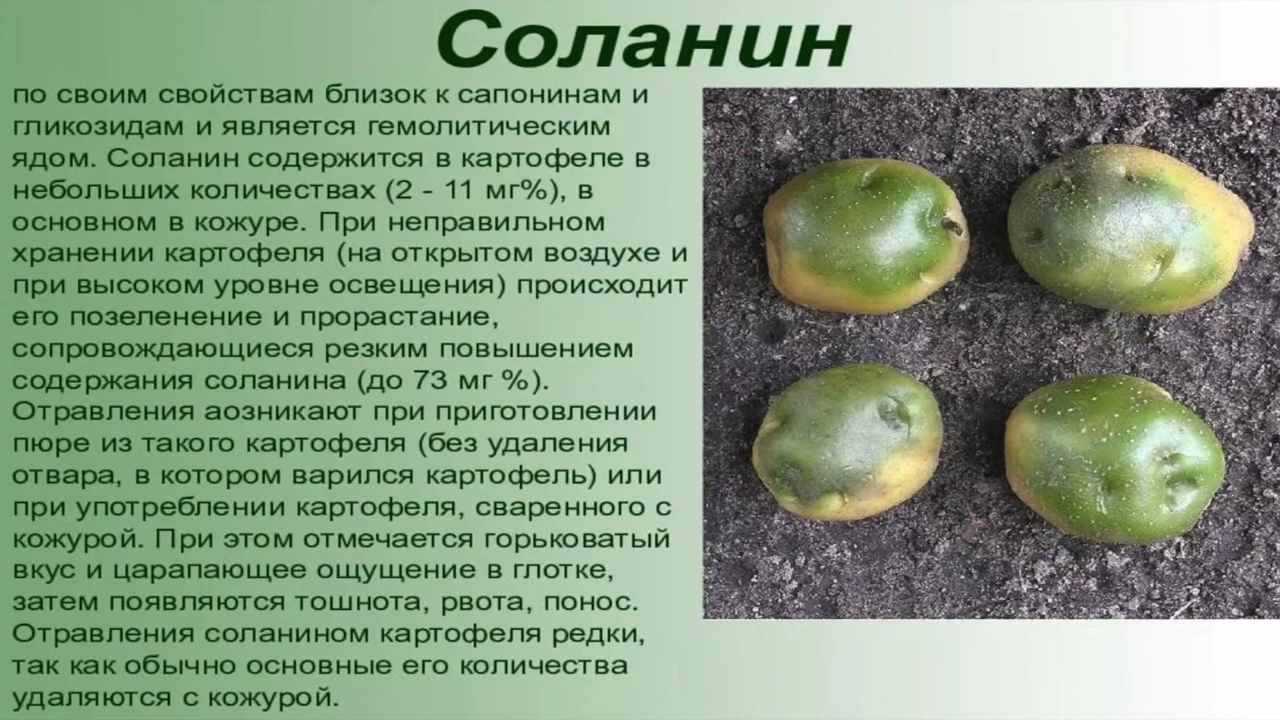 Соланин
по своим свойствам близок к сапонинам и
гликозидам и является гемолитическим
ядом. Соланин содержится в картофеле в
небольших количествах (2 - 11 мг%), в
основном в кожуре. При неправильном
хранении картофеля (на открытом воздухе и
при высоком уровне освещения) происходит
его позеленение и прорастание,
сопровождающиеся резким повышением
содержания соланина (до 73 мг %).
Отравления аозникают при приготовлении
пюре из такого картофеля (без удаления
отвара, в котором варился картофель) или
при употреблении картофеля, сваренного с
кожурой. При этом отмечается горьковатый
вкус и царапающее ощущение в глотке,
затем появляются тошнота, рвота, понос.
Отравления соланином картофеля редки,
так как обычно основные его количества
удаляются с кожурой.